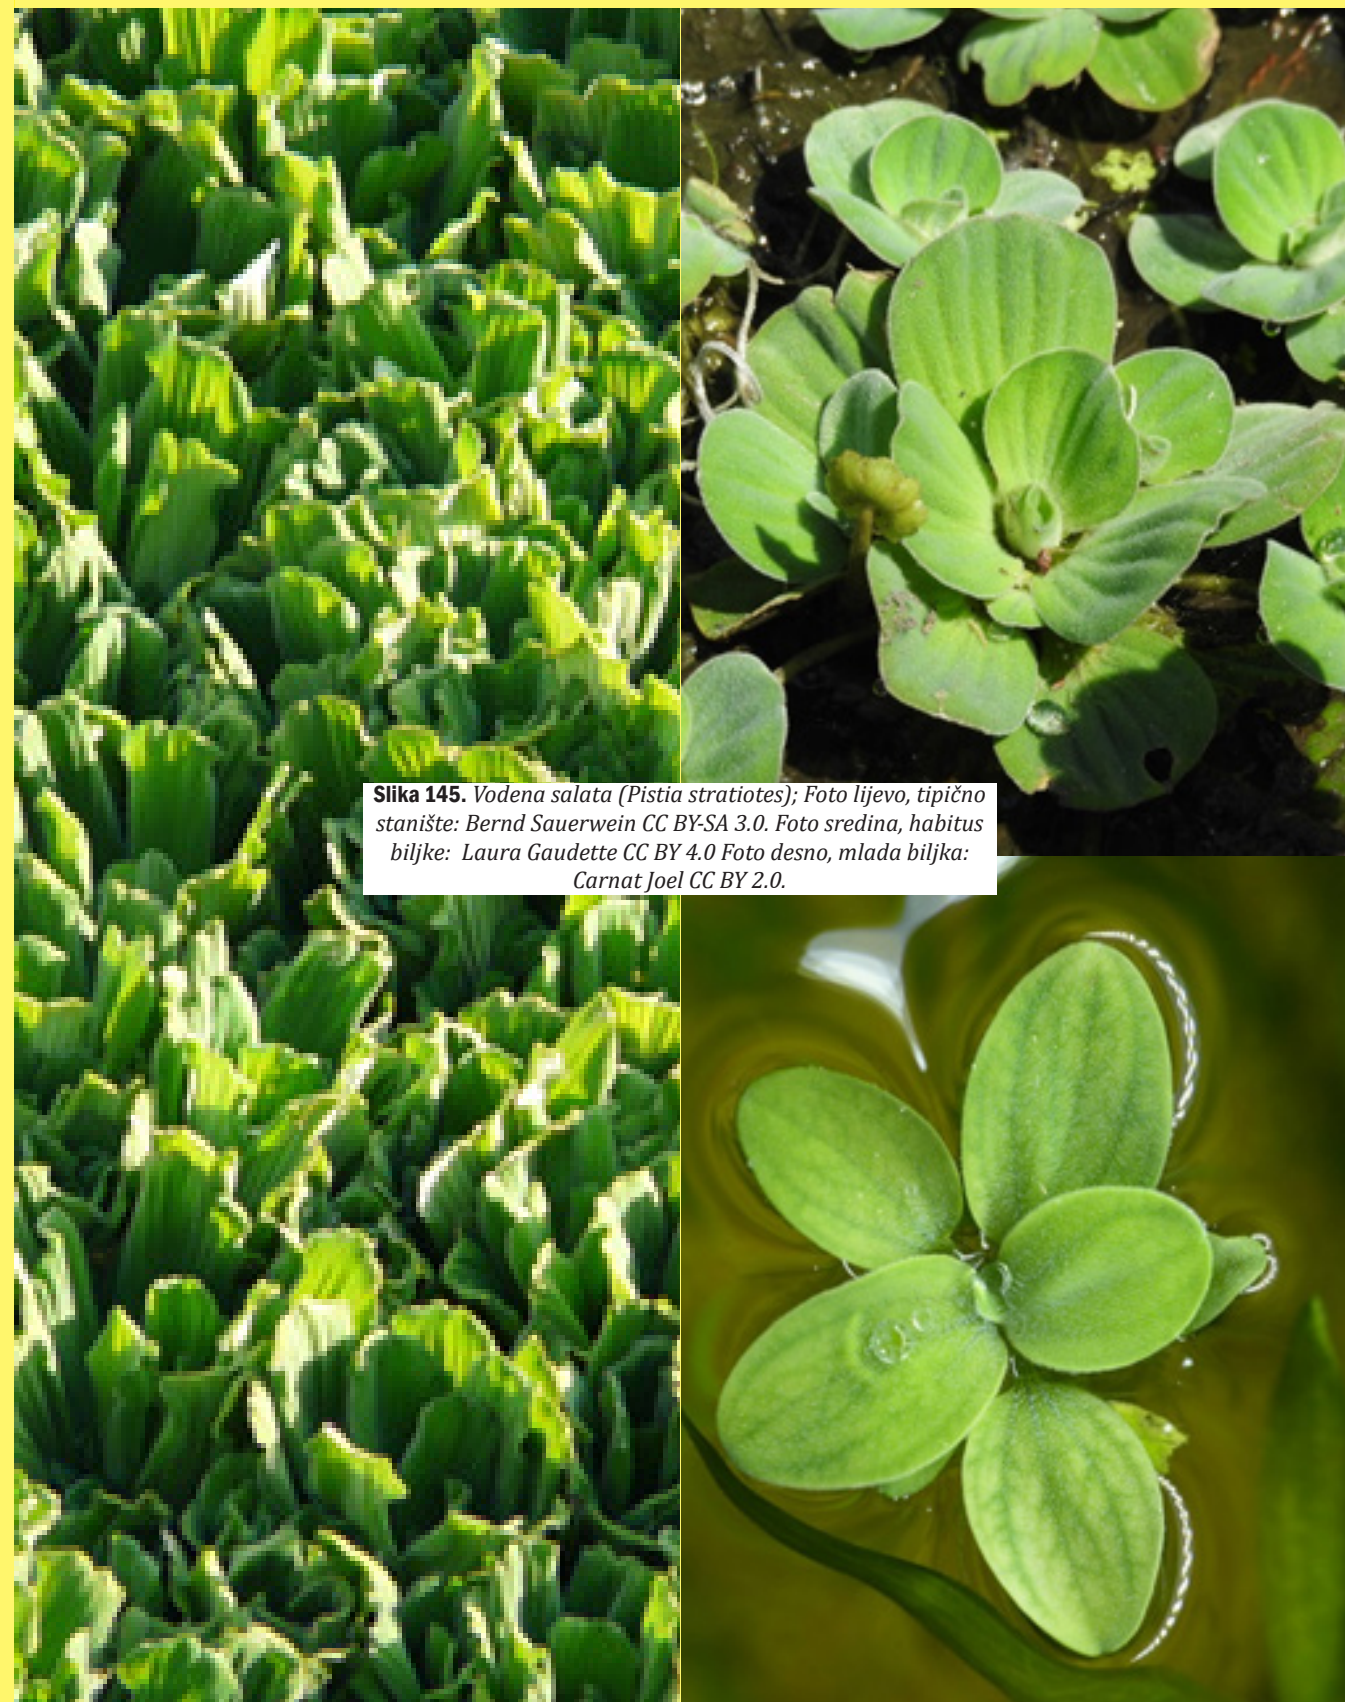 Slika 145. Vodena salata (Pistia stratiotes); Foto lijevo, tipično
stanište: Bernd Sauerwein CC BY-SA 3.0. Foto sredina, habitus
biljke: Laura Gaudette CC BY 4.0 Foto desno, mlada biljka:
Carnat Joel CC BY 2.0.